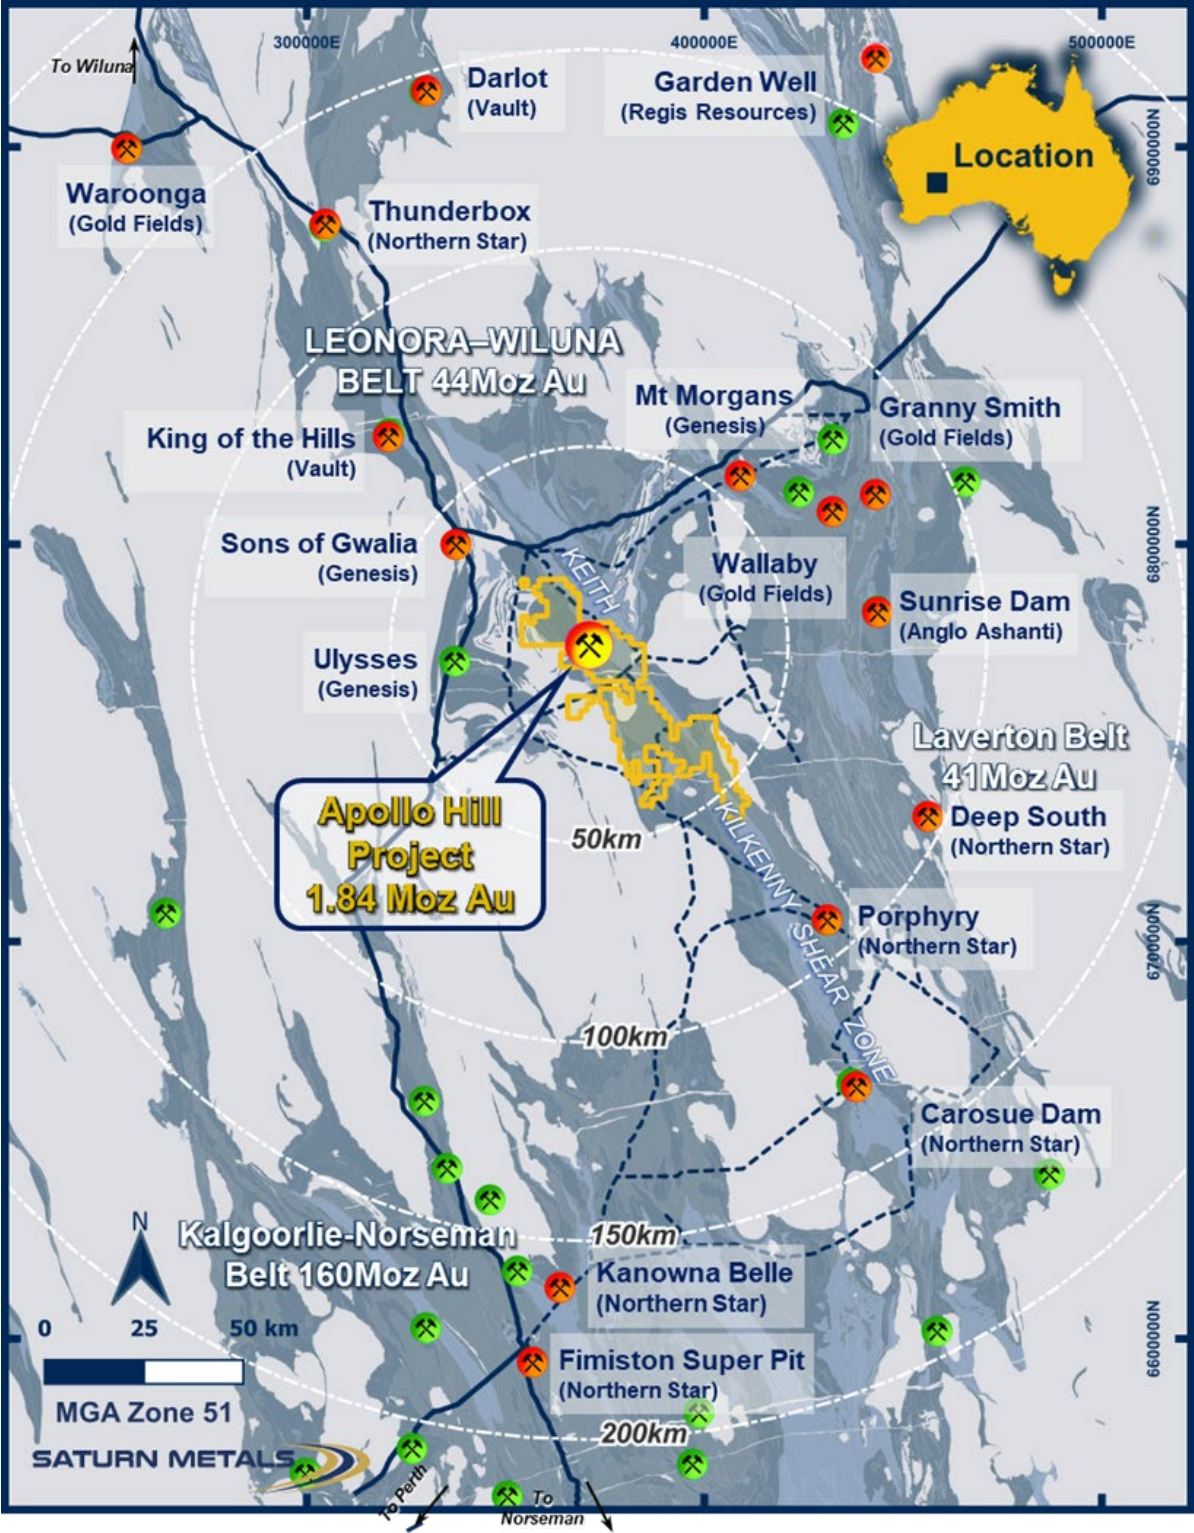 300000E
400000E
500000E
To Wiluna
Darlot
(Vault)
Garden Well
(Regis Resources)
6900000N
Location
Waroonga
(Gold Fields)
Thunderbox
(Northern Star)
LEONORA–WILUNA
BELT 44Moz Au
Mt Morgans
(Genesis)
Granny Smith
(Gold Fields)
King of the Hills
(Vault)
Sons of Gwalia
(Genesis)
6800000N
KEITH
Wallaby
(Gold Fields)
Sunrise Dam
(Anglo Ashanti)
Ulysses
(Genesis)
Laverton Belt
41Moz Au
Apollo Hill
Project
1.84 Moz Au
50km
KILKENNY SHEAR ZONE
Deep South
(Northern Star)
Porphyry
(Northern Star)
6700000N
100km
Carosue Dam
(Northern Star)
N
Kalgoorlie-Norseman
Belt 160Moz Au
150km
Kanowna Belle
(Northern Star)
0 25 50 km
6600000N
Fimiston Super Pit
(Northern Star)
MGA Zone 51
200km
SATURN METALS
To Perth
To
Norseman